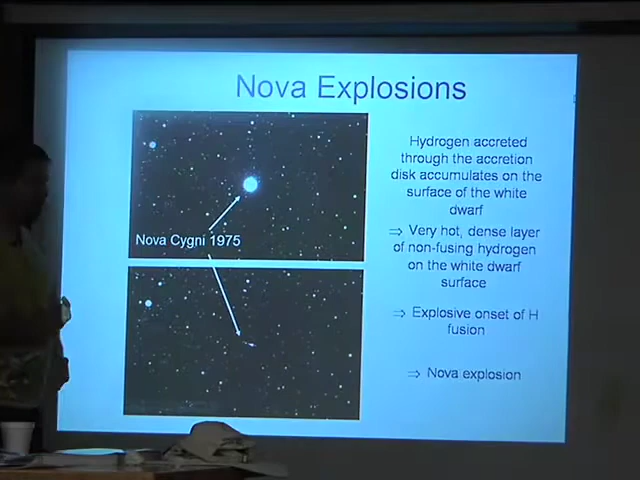 Nova Explosions
Nova Cygni 1975
Hydrogen accreted
through the accretion
disk accumulates on the
surface of the white
dwarf
⇒ Very hot, dense layer
of non-fusing hydrogen
on the white dwarf
surface
⇒ Explosive onset of H
fusion
⇒ Nova explosion